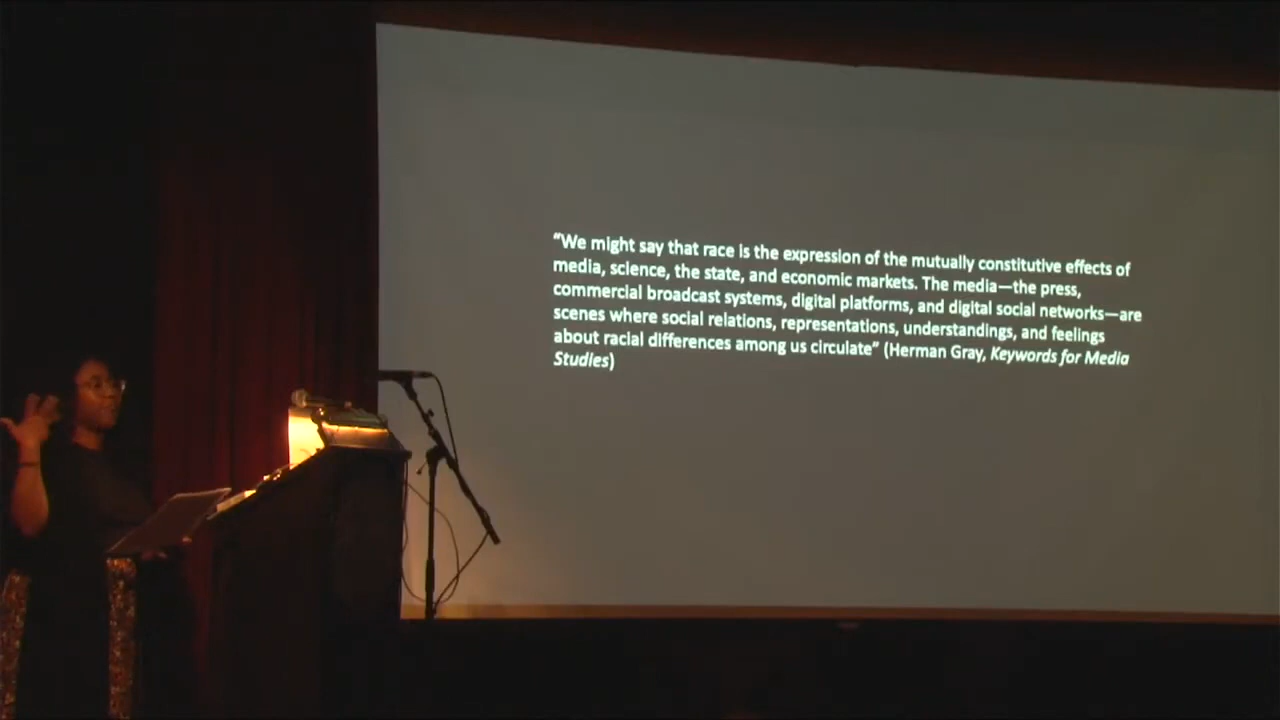 “We might say that race is the expression of the mutually constitutive effects of
media, science, the state, and economic markets. The media—the press,
commercial broadcast systems, digital platforms, and digital social networks—are
scenes where social relations, representations, understandings, and feelings
about racial differences among us circulate” (Herman Gray, Keywords for Media
Studies)